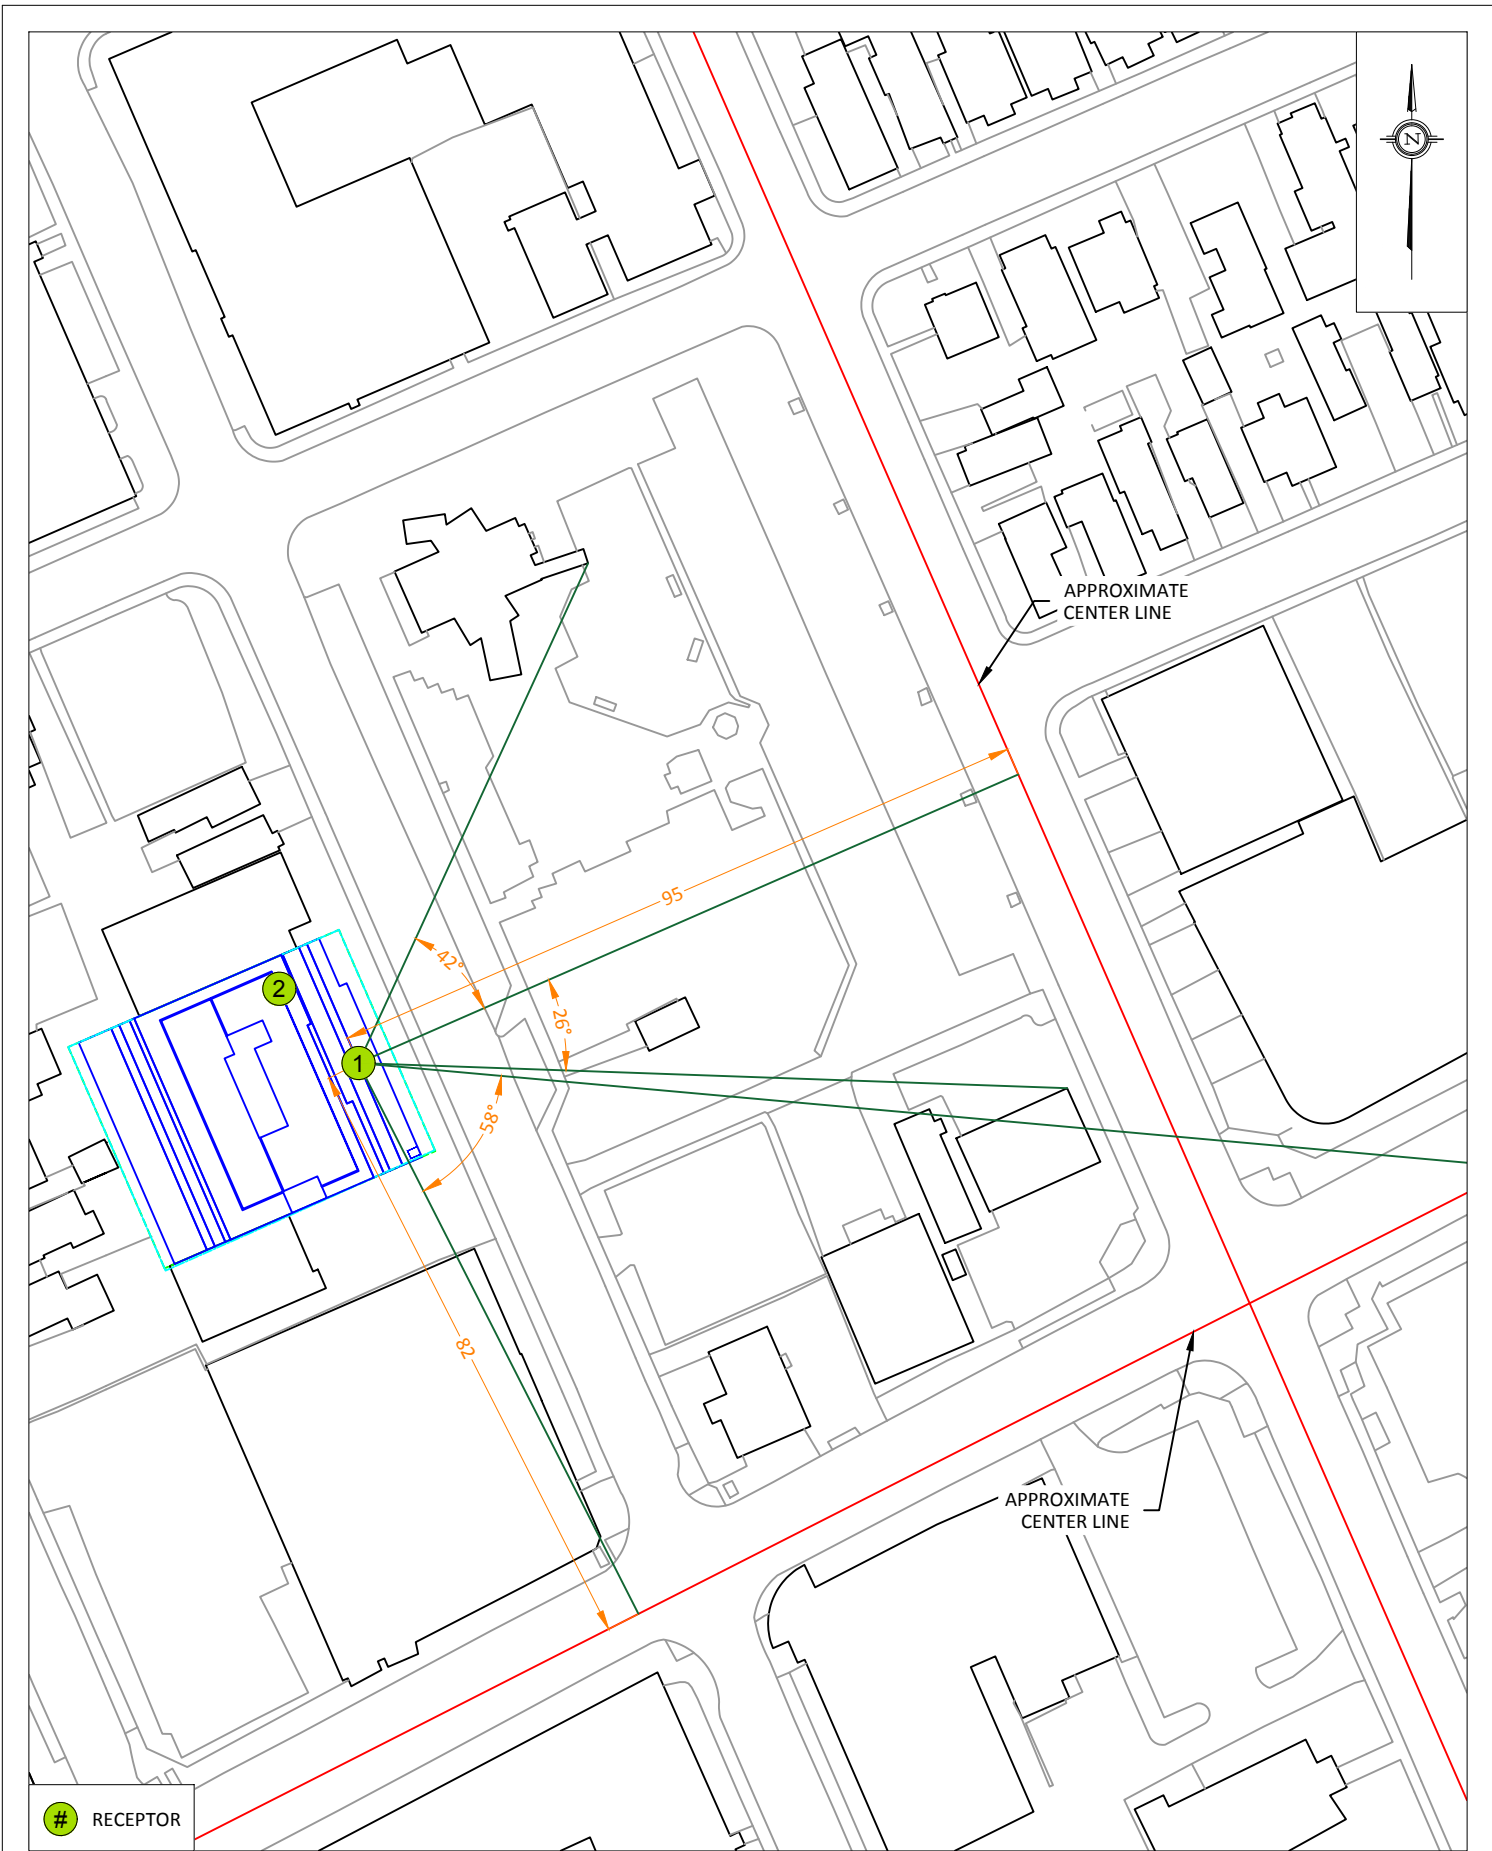 N
APPROXIMATE
CENTER LINE
95
42°
26°
2
1
58°
82
APPROXIMATE
CENTER LINE
# RECEPTOR